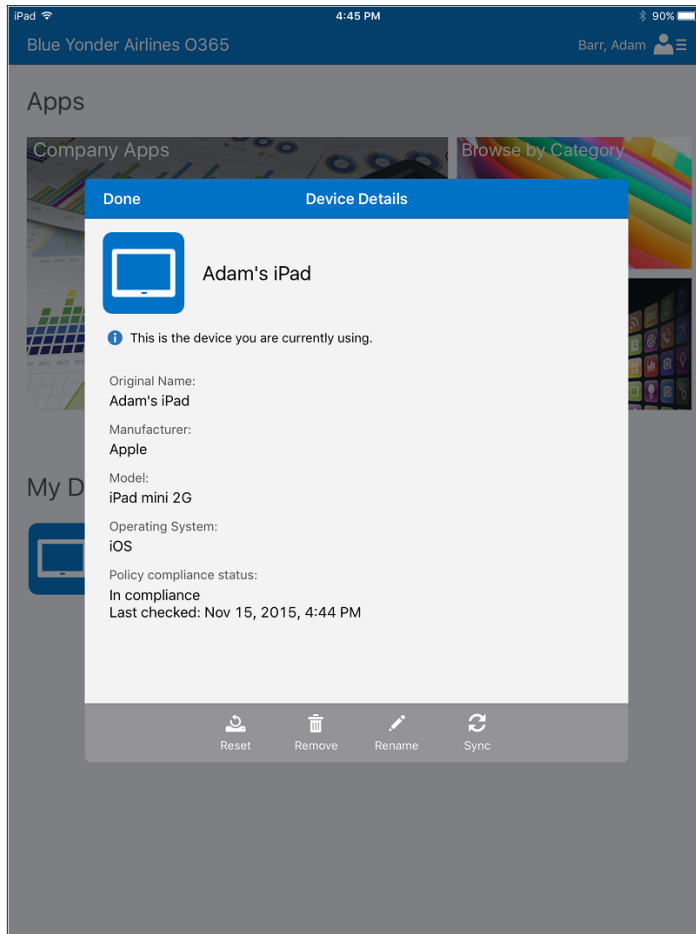 iPad 4:45 PM 90%
Blue Yonder Airlines O365 Barr, Adam
Apps
Company Apps Browse by Category
Done Device Details
Adam's iPad
This is the device you are currently using.
Original Name:
Adam's iPad
Manufacturer:
Apple
Model:
iPad mini 2G
Operating System:
iOS
Policy compliance status:
In compliance
Last checked: Nov 15, 2015, 4:44 PM
My D
Reset Remove Rename Sync